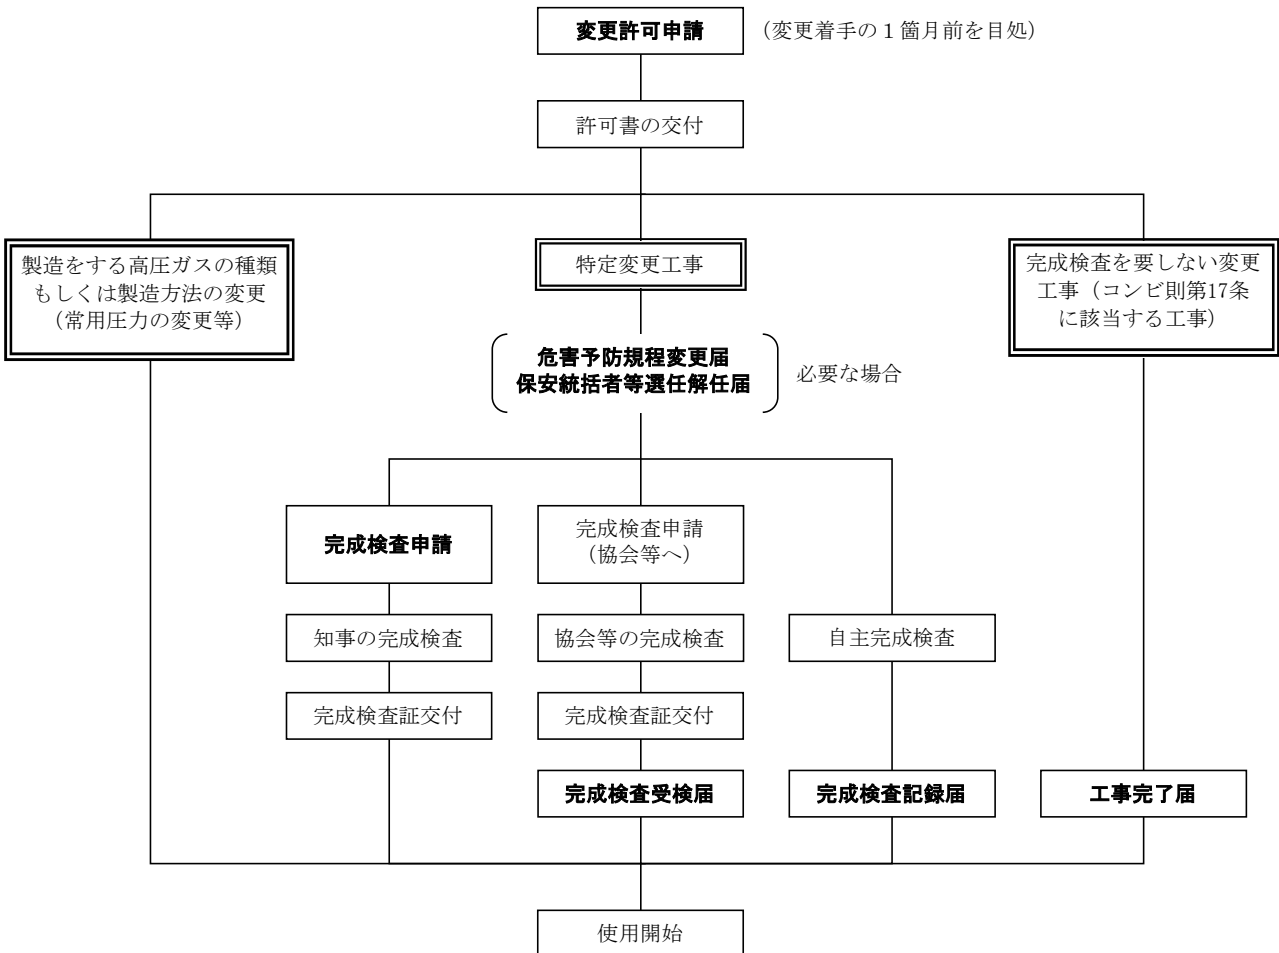 変更許可申請
（変更着手の１箇月前を目処）
許可書の交付
製造をする高圧ガスの種類
もしくは製造方法の変更
（常用圧力の変更等）
特定変更工事
完成検査を要しない変更
工事（コンビ則第17条
に該当する工事）
危害予防規程変更届
保安統括者等選任解任届
必要な場合
完成検査申請
完成検査申請
（協会等へ）
知事の完成検査
協会等の完成検査
自主完成検査
完成検査証交付
完成検査証交付
完成検査受検届
完成検査記録届
工事完了届
使用開始